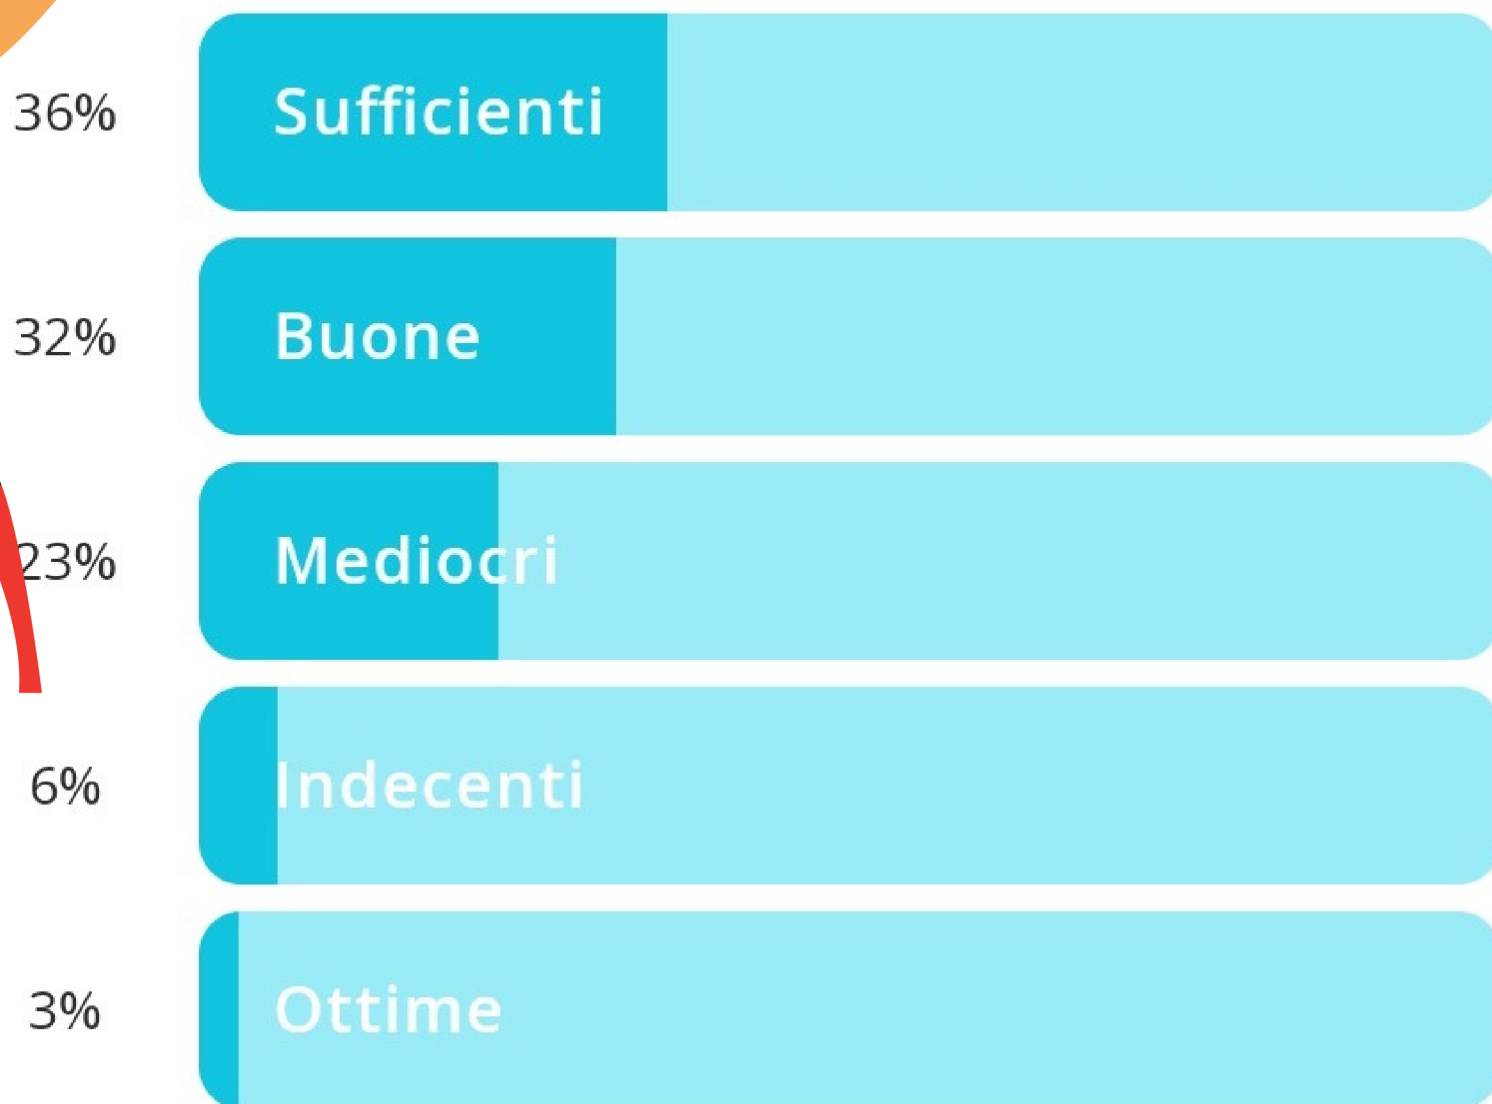 36% Sufficienti
32% Buone
23% Mediocri
6% Indecenti
3% Ottime